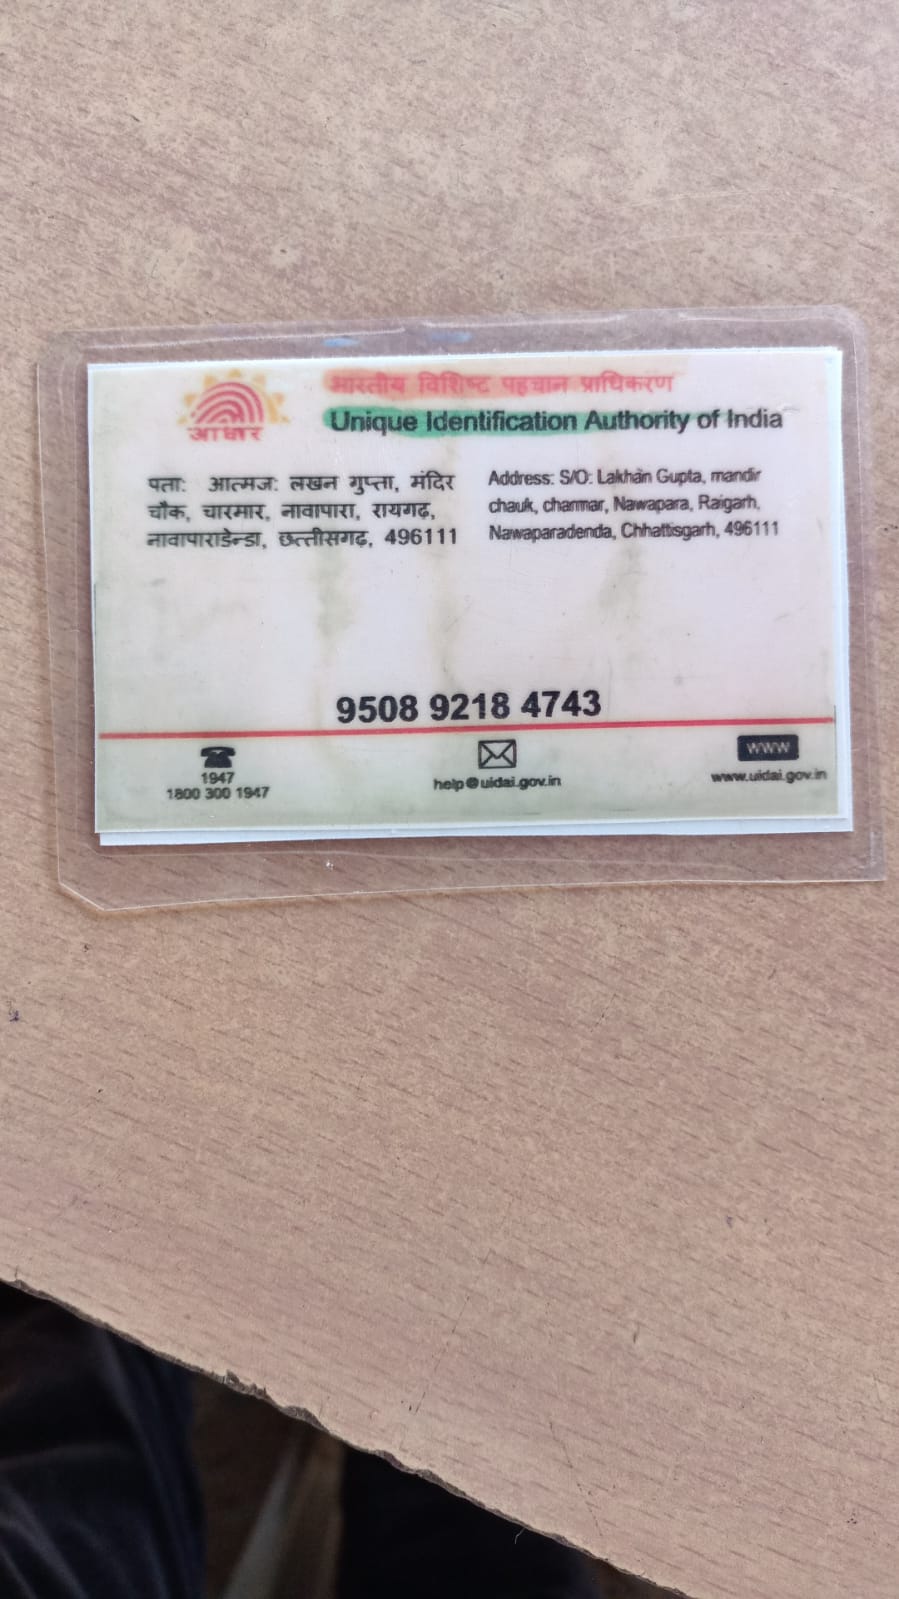 आधार
भारतीय विशिष्ट पहचान प्राधिकरण
Unique Identification Authority of India
पता: आत्मज: लखन गुप्ता, मंदिर
चौक, चारमार, नावापारा, रायगढ़,
नावापाराडेन्डा, छत्तीसगढ़, 496111
Address: S/O: Lakhan Gupta, mandir
chauk, charmar, Nawapara, Raigarh,
Nawaparadenda, Chhattisgarh, 496111
9508 9218 4743
1947
1800 300 1947
help@uidai.gov.in
www
www.uidai.gov.in